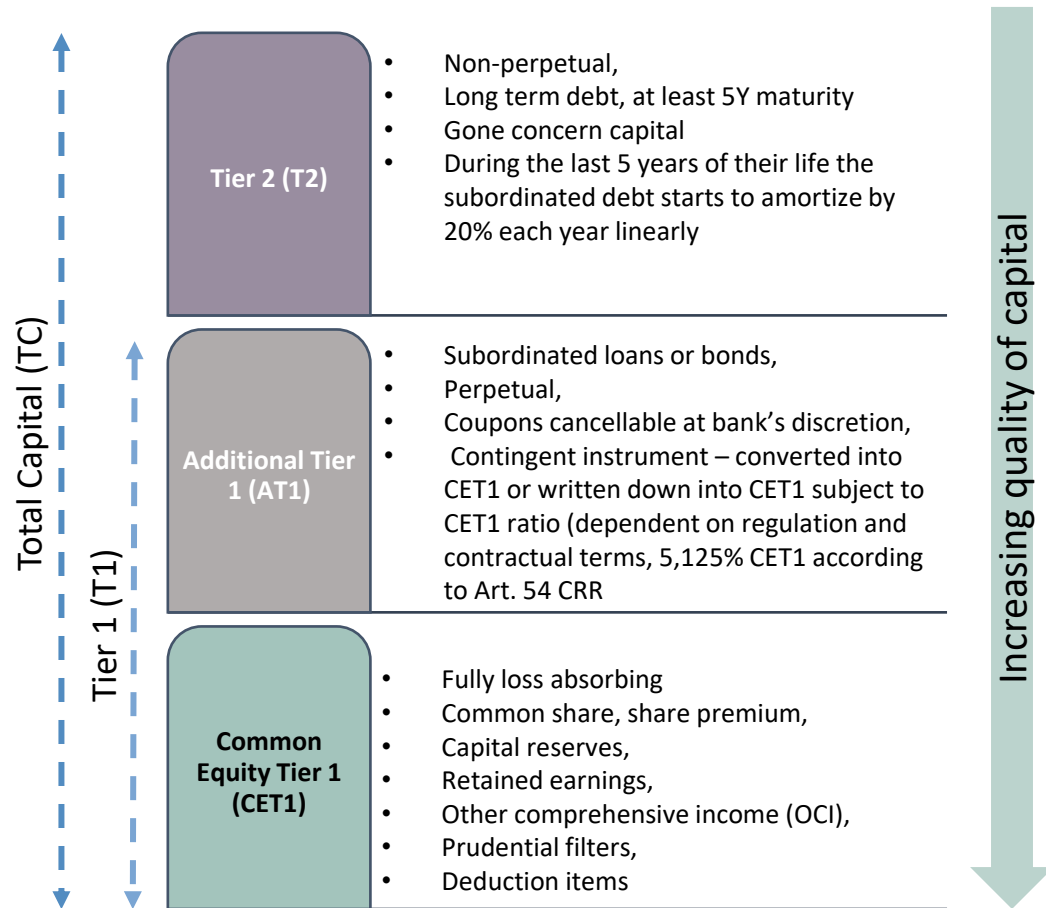 Total Capital (TC)
Tier 1 (T1)
Tier 2 (T2)
• Non-perpetual,
• Long term debt, at least 5Y maturity
• Gone concern capital
• During the last 5 years of their life the
subordinated debt starts to amortize by
20% each year linearly
Additional Tier
1 (AT1)
• Subordinated loans or bonds,
• Perpetual,
• Coupons cancellable at bank’s discretion,
• Contingent instrument – converted into
CET1 or written down into CET1 subject to
CET1 ratio (dependent on regulation and
contractual terms, 5,125% CET1 according
to Art. 54 CRR
Common
Equity Tier 1
(CET1)
• Fully loss absorbing
• Common share, share premium,
• Capital reserves,
• Retained earnings,
• Other comprehensive income (OCI),
• Prudential filters,
• Deduction items
Increasing quality of capital